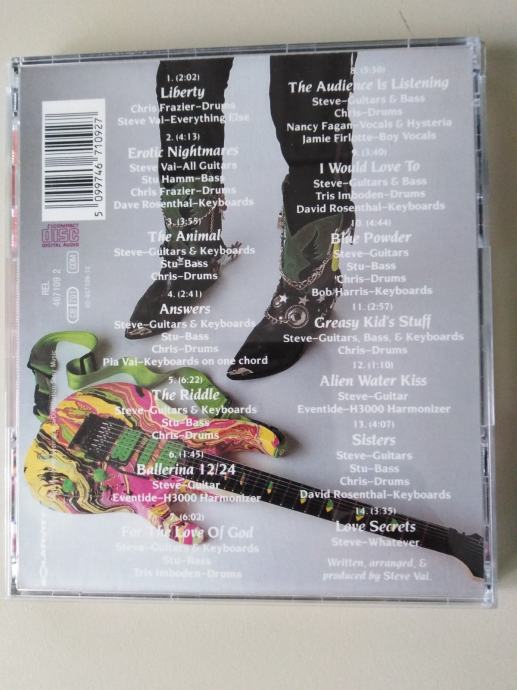 1. (2:02)
Liberty
Chris Frazier–Drums
Steve Vai–Everything Else
2. (4:13)
Erotic Nightmares
Steve Vai–All Guitars
Stu Hamm–Bass
Chris Frazier–Drums
Dave Rosenthal–Keyboards
3. (3:55)
The Animal
Steve–Guitars & Keyboards
Stu–Bass
Chris–Drums
4. (2:41)
Answers
Steve–Guitars & Keyboards
Stu–Bass
Chris–Drums
Pia Vai–Keyboards on one chord
5. (6:22)
The Riddle
Steve–Guitars & Keyboards
Stu–Bass
Chris–Drums
6. (1:45)
Ballerina 12/24
Steve–Guitar
Eventide–H3000 Harmonizer
7. (6:02)
For The Love Of God
Steve–Guitars & Keyboards
Stu–Bass
Tris Imboden–Drums
8. (5:30)
The Audience Is Listening
Steve–Guitars & Bass
Chris–Drums
Nancy Fagan–Vocals & Hysteria
Jamie Firlotte–Boy Vocals
9. (3:40)
I Would Love To
Steve–Guitars & Bass
Tris Imboden–Drums
David Rosenthal–Keyboards
10. (4:44)
Blue Powder
Steve–Guitars
Stu–Bass
Chris–Drums
Bob Harris–Keyboards
11. (2:57)
Greasy Kid's Stuff
Steve–Guitars, Bass, & Keyboards
Chris–Drums
12. (1:10)
Alien Water Kiss
Steve–Guitar
Eventide–H3000 Harmonizer
13. (4:07)
Sisters
Steve–Guitars
Stu–Bass
Chris–Drums
David Rosenthal–Keyboards
14. (3:35)
Love Secrets
Steve–Whatever
Written, arranged, &
produced by Steve Vai.
5 099746 710927
COMPACT
disc
DIGITAL AUDIO
REL
467109 2